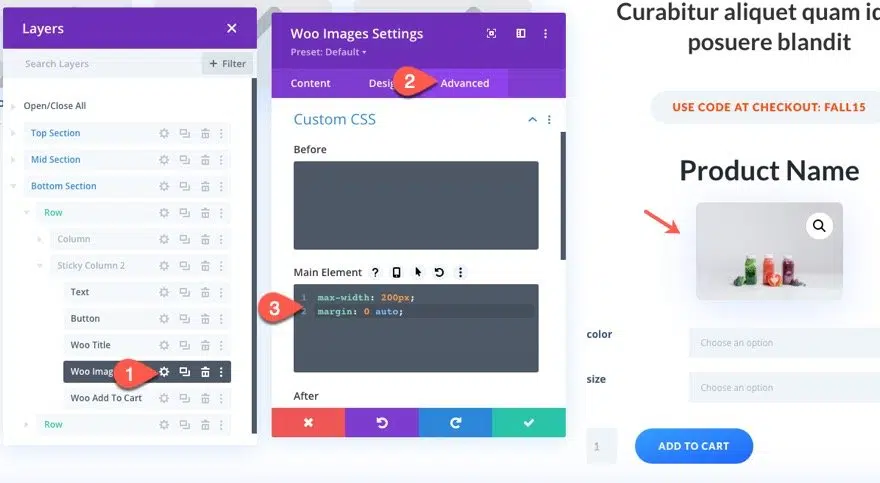 Layers
Search Layers
+ Filter
Open/Close All
Top Section
Mid Section
Bottom Section
Row
Column
Sticky Column 2
Text
Button
Woo Title
Woo Imag
1
Woo Add To Cart
Row
Woo Images Settings
Preset: Default
Content
Desig
2
Advanced
Custom CSS
Before
Main Element
?
3
1 max-width: 200px;
2 margin: 0 auto;
After
Curabitur aliquet quam id
posuere blandit
USE CODE AT CHECKOUT: FALL15
Product Name
color
Choose an option
size
Choose an option
1
ADD TO CART